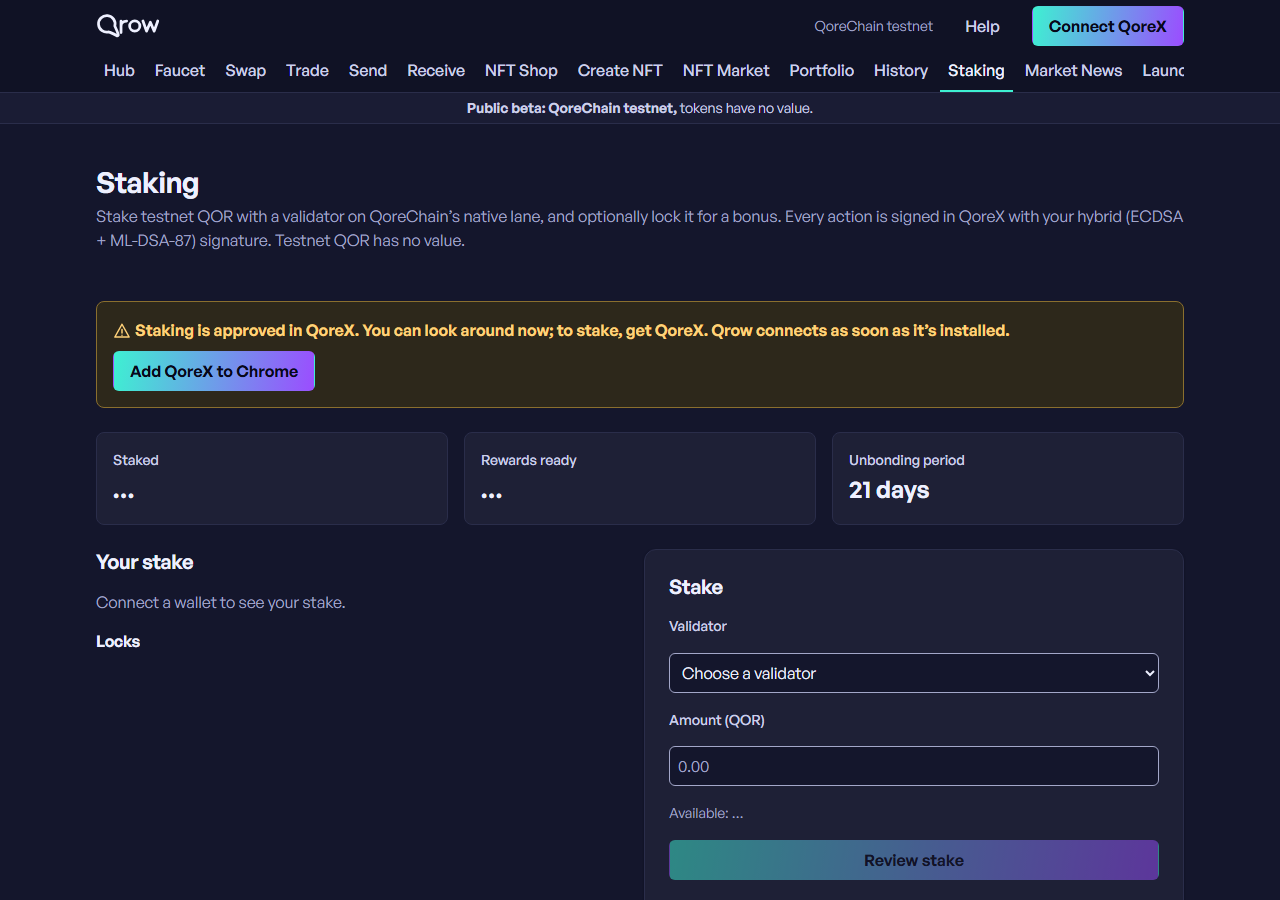 Qrow
QoreChain testnet
Help
Connect QoreX
Hub
Faucet
Swap
Trade
Send
Receive
NFT Shop
Create NFT
NFT Market
Portfolio
History
Staking
Market News
Public beta: QoreChain testnet, tokens have no value.
Staking
Stake testnet QOR with a validator on QoreChain’s native lane, and optionally lock it for a bonus. Every action is signed in QoreX with your hybrid (ECDSA
+ ML-DSA-87) signature. Testnet QOR has no value.
Staking is approved in QoreX. You can look around now; to stake, get QoreX. Qrow connects as soon as it’s installed.
Add QoreX to Chrome
Staked
...
Rewards ready
...
Unbonding period
21 days
Your stake
Connect a wallet to see your stake.
Locks
Stake
Validator
Choose a validator
Amount (QOR)
0.00
Available: ...
Review stake